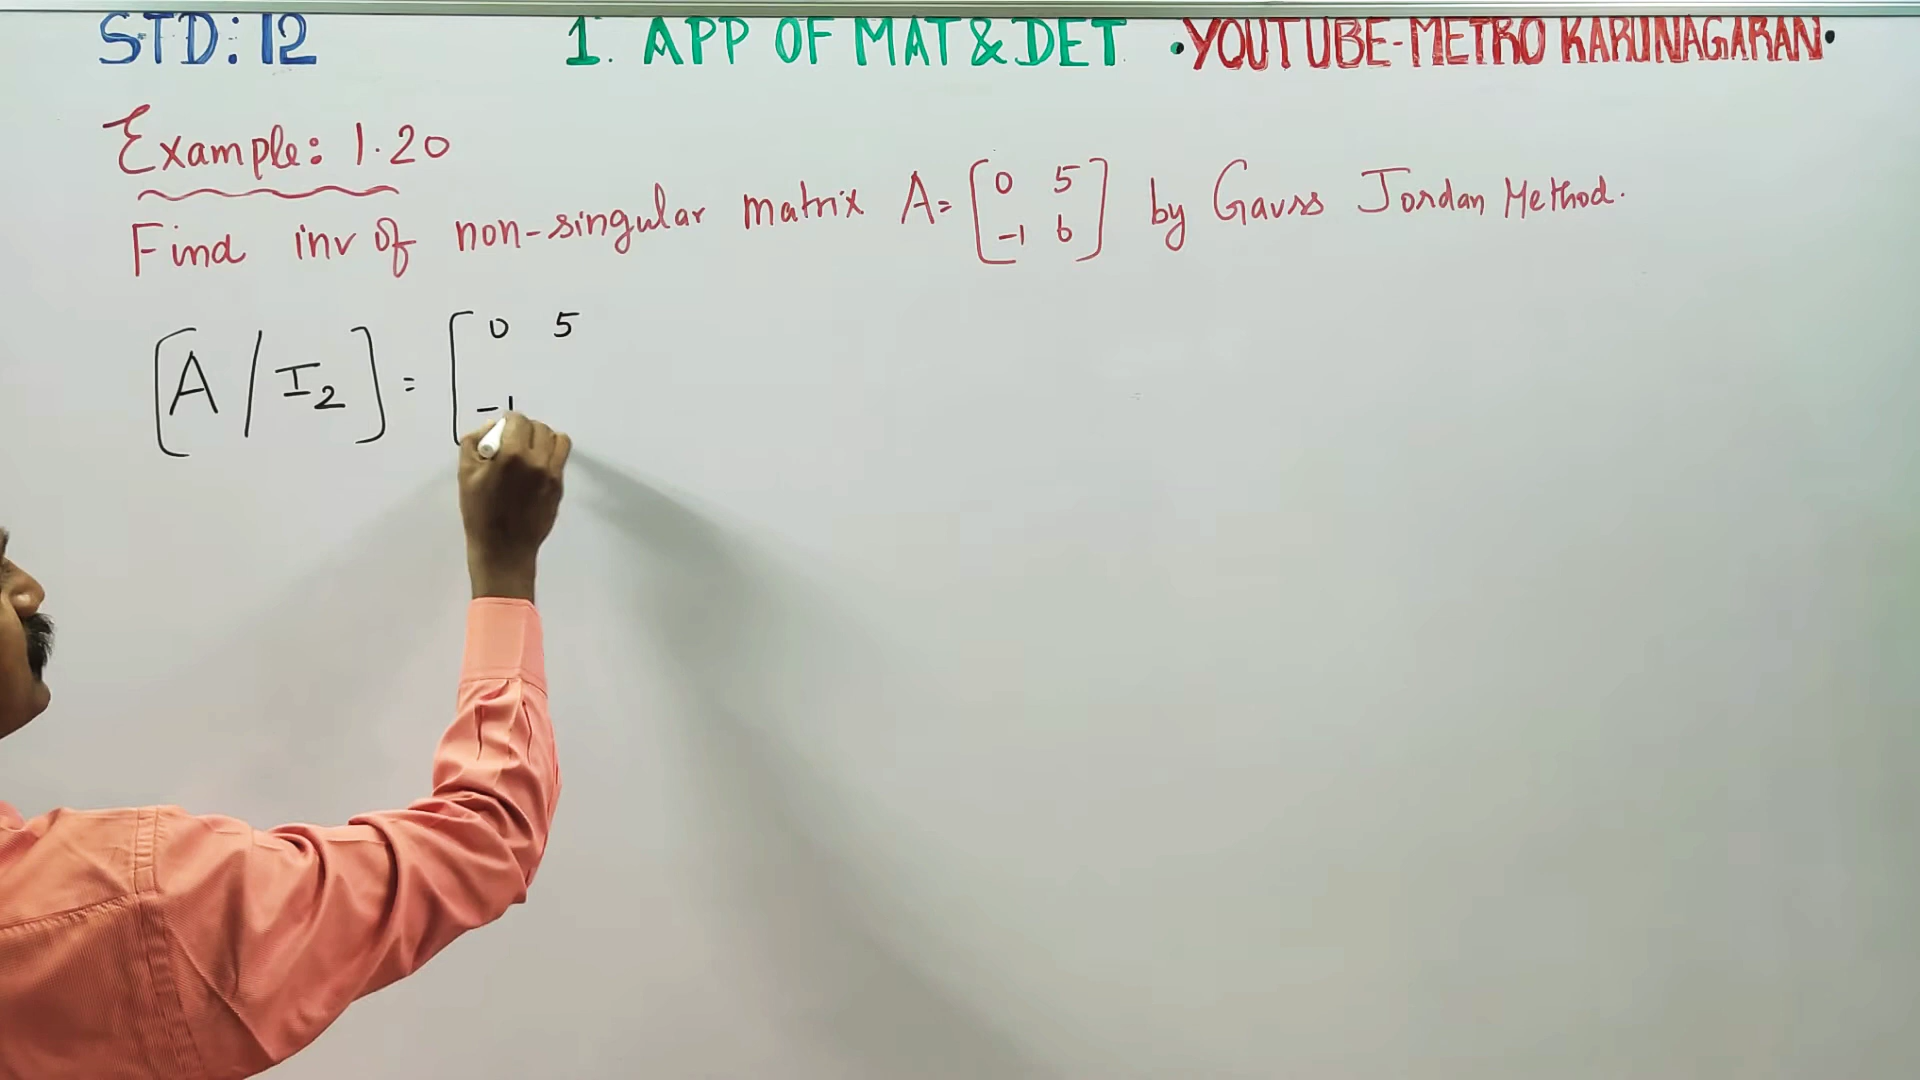 STD: 12 1. APP OF MAT & DET •YOUTUBE-METRO KARUNAGARAN•
Example: 1.20
Find inv of non-singular matrix A = [0 5
-1 6] by Gauss Jordan Method.
[A / I₂] = [0 5
-1